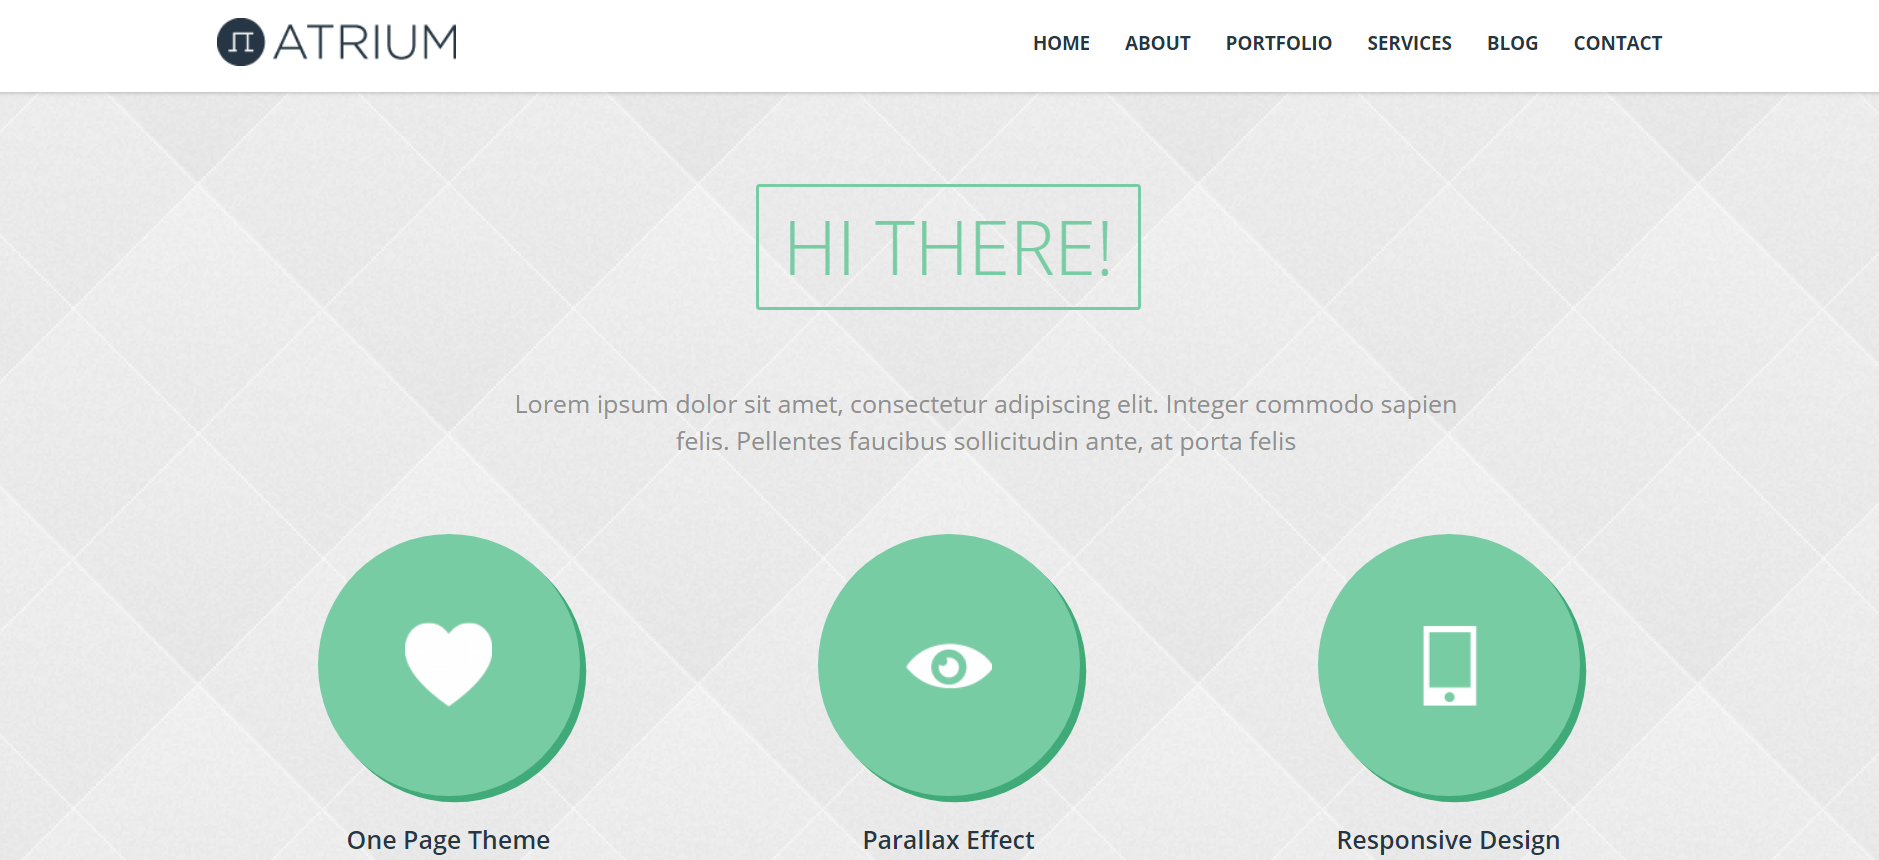 ATRIUM
HOME ABOUT PORTFOLIO SERVICES BLOG CONTACT
HI THERE!
Lorem ipsum dolor sit amet, consectetur adipiscing elit. Integer commodo sapien
felis. Pellentes faucibus sollicitudin ante, at porta felis
One Page Theme
Parallax Effect
Responsive Design